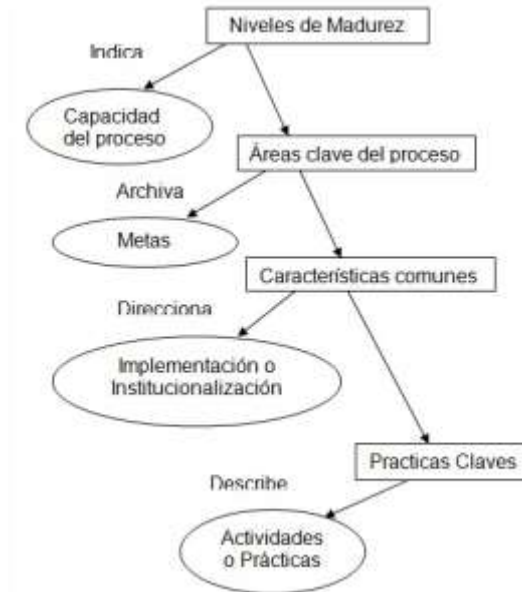 Niveles de Madurez
Indica
Capacidad
del proceso
Áreas clave del proceso
Archiva
Metas
Características comunes
Direcciona
Implementación o
Institucionalización
Practicas Claves
Describe
Actividades
o Prácticas